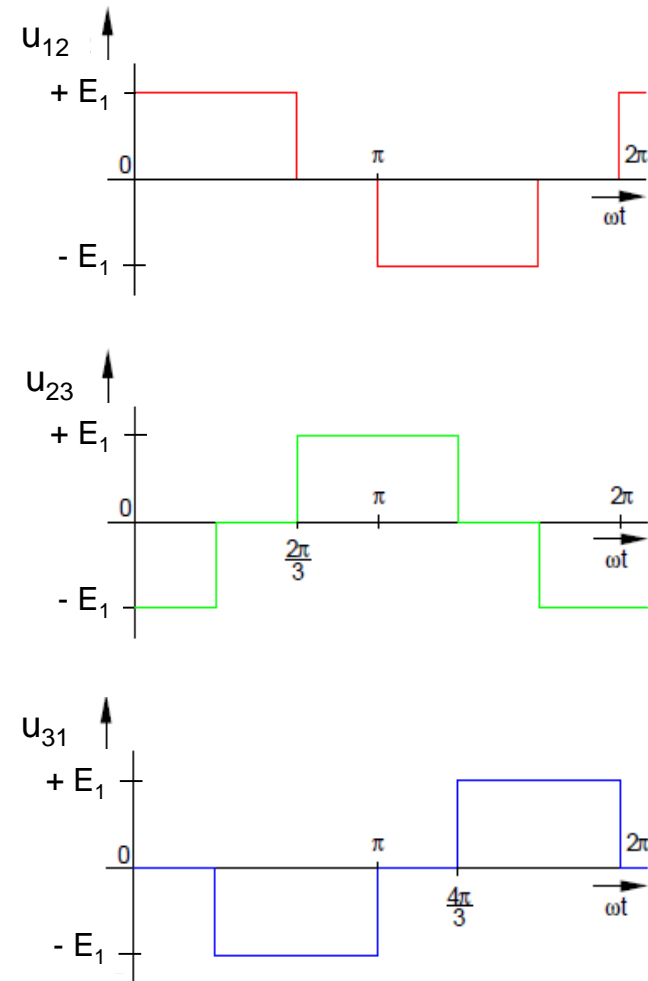 u₁₂
+ E₁
0 π 2π
ωt
- E₁
u₂₃
+ E₁
0 π 2π
2π/3 ωt
- E₁
u₃₁
+ E₁
0 π 2π
4π/3 ωt
- E₁